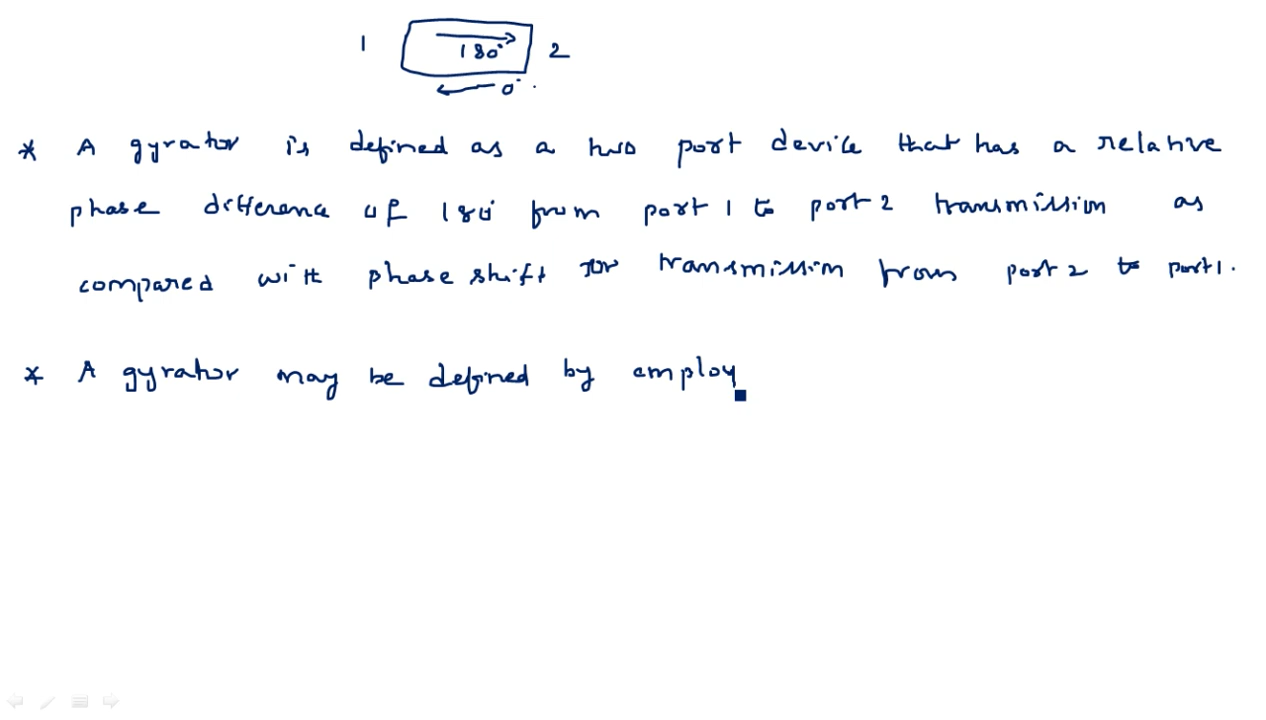 1 180° 2
0°
* A gyrator is defined as a two port device that has a relative
phase difference of 180° from port 1 to port 2 transmission as
compared with phase shift for transmission from port 2 to port 1.
* A gyrator may be defined by employ